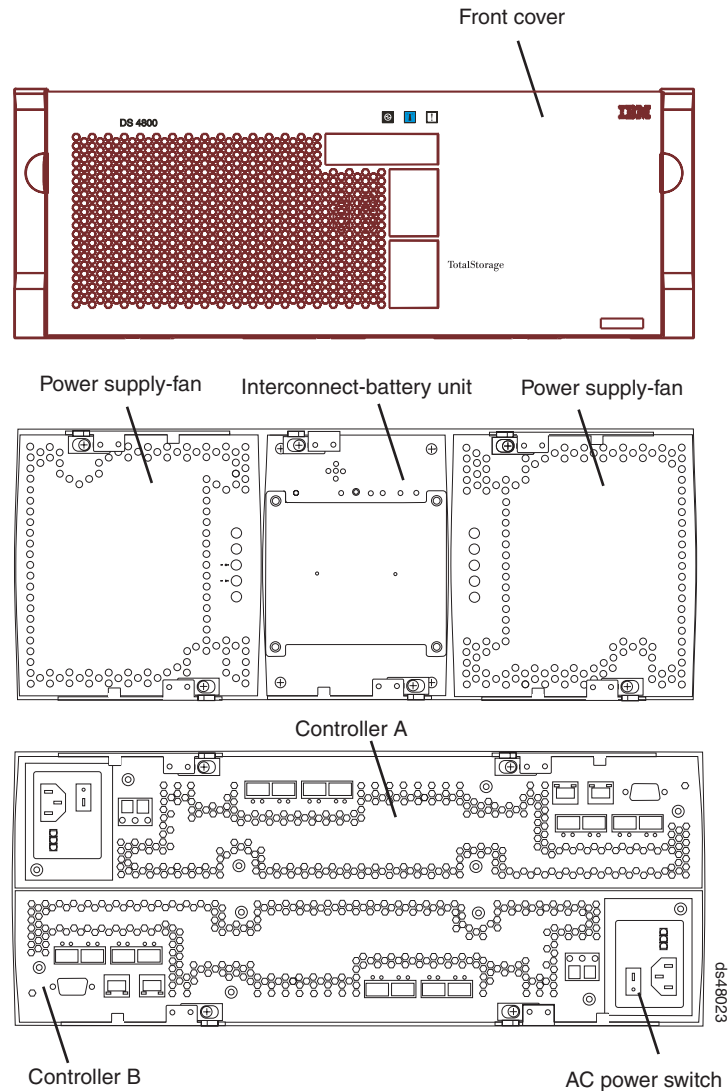 Front cover
DS 4800
IBM
TotalStorage
Power supply-fan
Interconnect-battery unit
Power supply-fan
Controller A
ds48023
Controller B
AC power switch